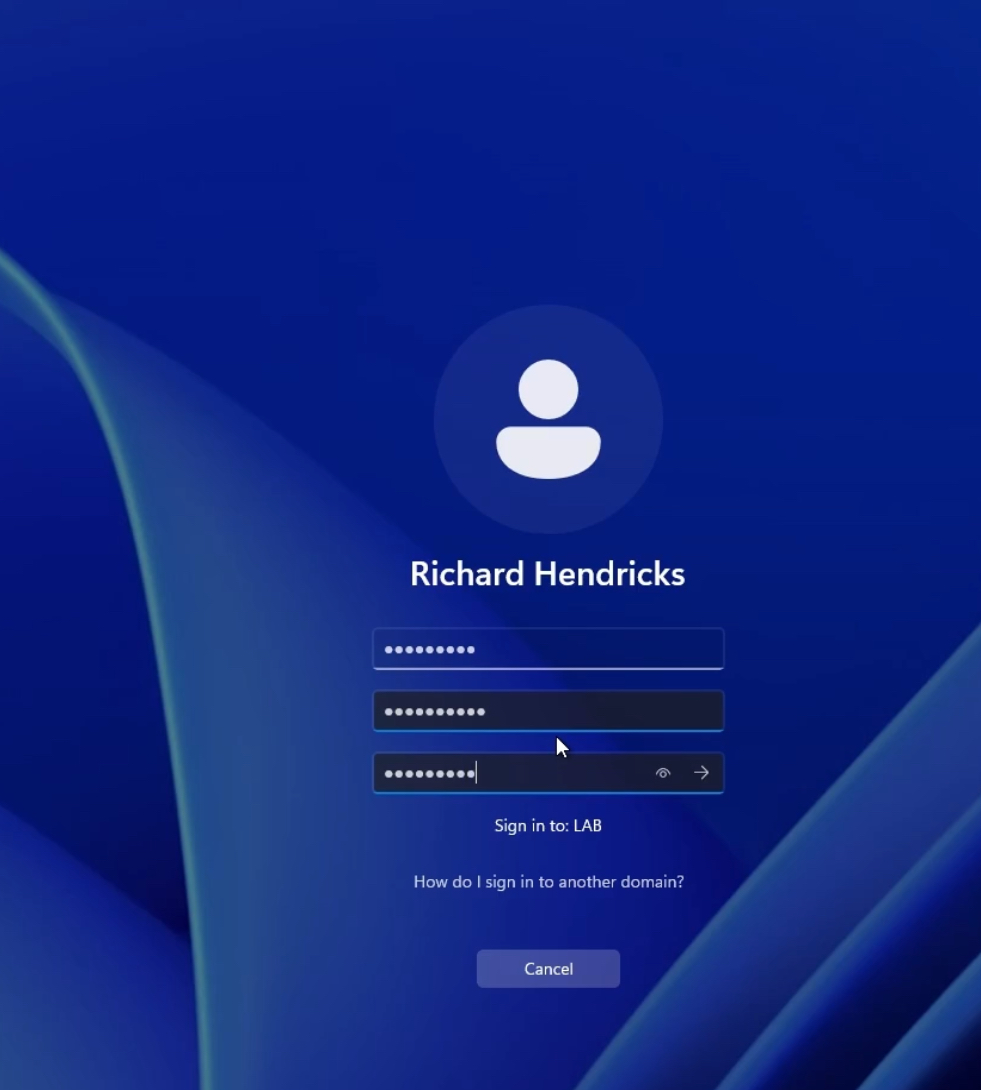 Richard Hendricks
●●●●●●●●●
●●●●●●●●●●
●●●●●●●●●
Sign in to: LAB
How do I sign in to another domain?
Cancel